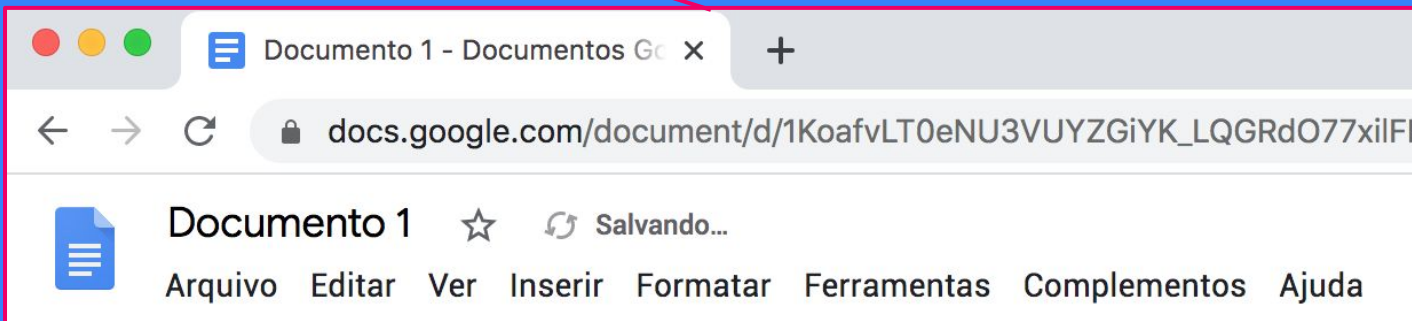 Documento 1 - Documentos Go
docs.google.com/document/d/1KoafvLT0eNU3VUYZGiYK_LQGRdO77xilF
Documento 1 Salvando...
Arquivo Editar Ver Inserir Formatar Ferramentas Complementos Ajuda